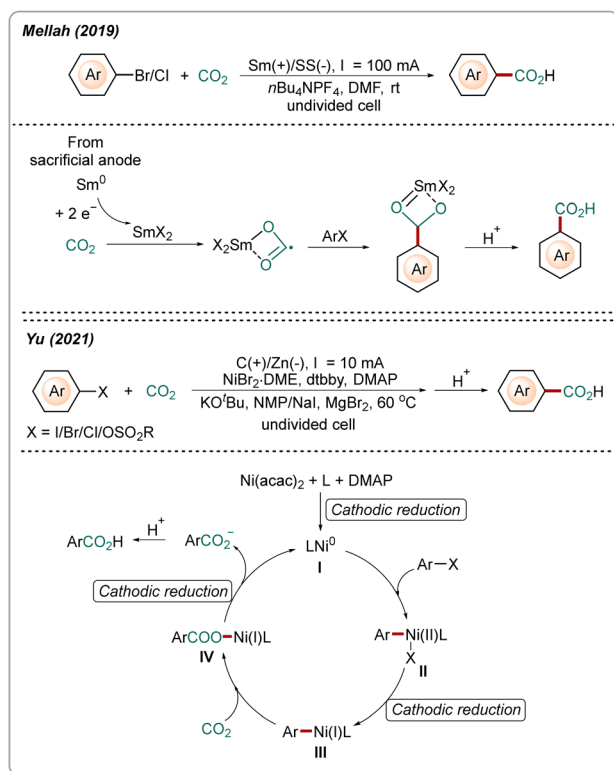 Mellah (2019)
Ar Br/Cl + CO2 Sm(+)/SS(-), I = 100 mA Ar CO2H
nBu4NPF4, DMF, rt
undivided cell
From
sacrificial anode
Sm0
+ 2 e–
CO2 SmX2 X2Sm O O • ArX O SmX2 O Ar H+ CO2H Ar
Yu (2021)
Ar X + CO2 C(+)/Zn(-), I = 10 mA H+ Ar CO2H
NiBr2·DME, dtbby, DMAP
KOtBu, NMP/NaI, MgBr2, 60 oC
undivided cell
X = I/Br/Cl/OSO2R
Ni(acac)2 + L + DMAP
Cathodic reduction
ArCO2H H+ ArCO2– LNi0
I
Ar–X
Cathodic reduction
ArCOO–Ni(I)L
IV
Ar–Ni(II)L
X
II
Cathodic reduction
CO2
Ar–Ni(I)L
III